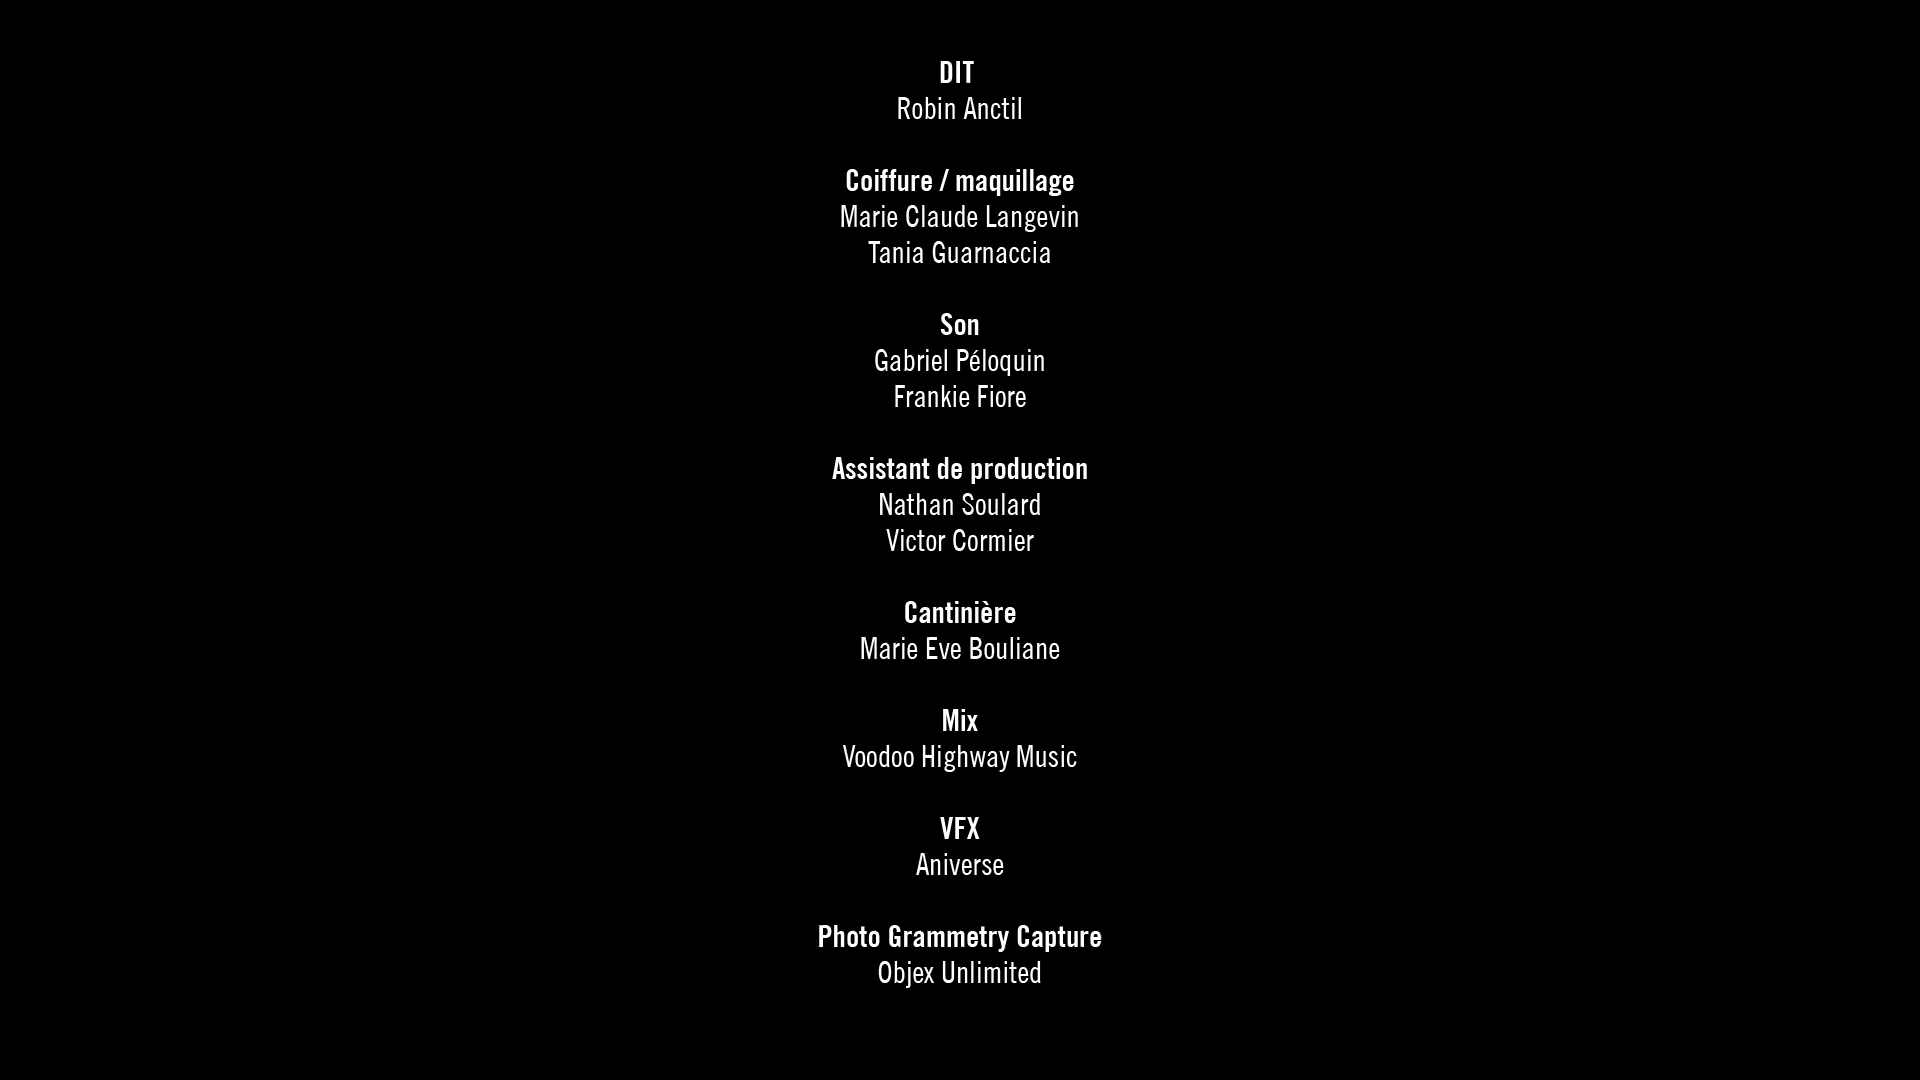 DIT
Robin Anctil
Coiffure / maquillage
Marie Claude Langevin
Tania Guarnaccia
Son
Gabriel Péloquin
Frankie Fiore
Assistant de production
Nathan Soulard
Victor Cormier
Cantinière
Marie Eve Bouliane
Mix
Voodoo Highway Music
VFX
Aniverse
Photo Grammetry Capture
Objex Unlimited